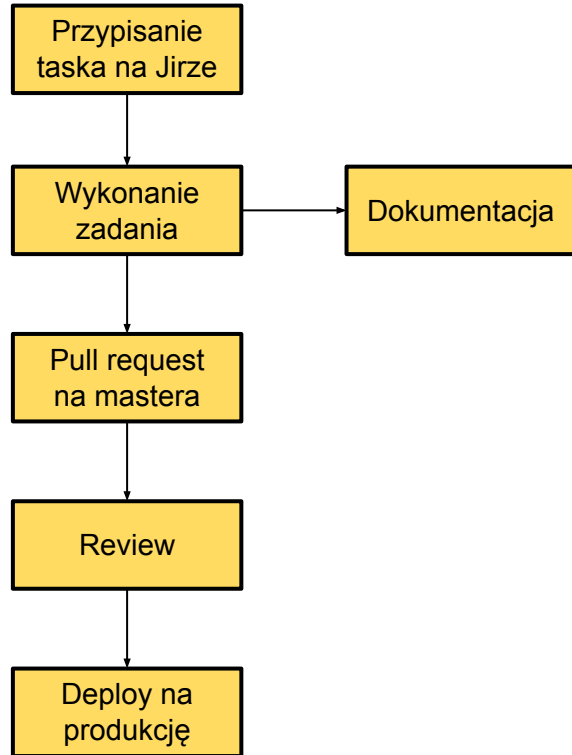 Przypisanie
taska na Jirze
Wykonanie
zadania
Dokumentacja
Pull request
na mastera
Review
Deploy na
produkcję